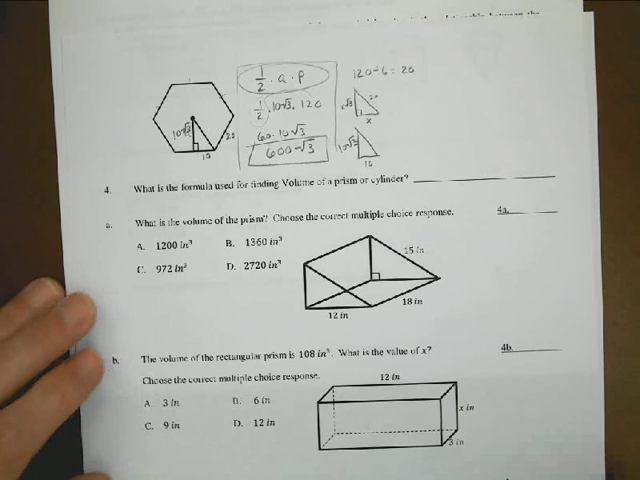 1/2 · a · p
120 ÷ 6 = 20
1/2 · 10√3 · 120
60 · 10√3
600√3
10√3
20
10
20
x
10√3
10
4. What is the formula used for finding Volume of a prism or cylinder?
a. What is the volume of the prism? Choose the correct multiple choice response. 4a.
A. 1200 in³ B. 1360 in³
C. 972 in³ D. 2720 in³
15 in
18 in
12 in
b. The volume of the rectangular prism is 108 in³. What is the value of x? 4b.
Choose the correct multiple choice response.
12 in
A. 3 in B. 6 in
x in
C. 9 in D. 12 in
3 in